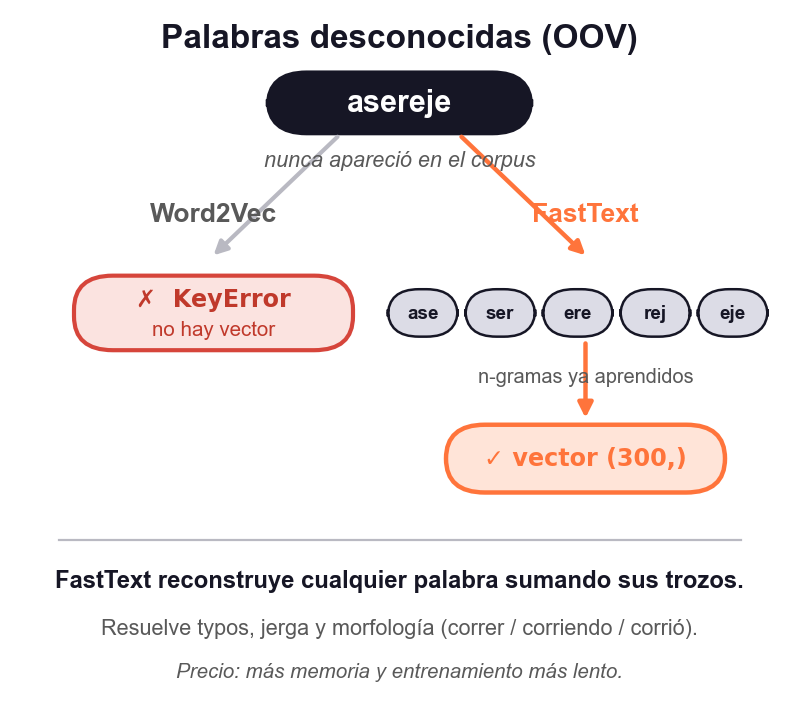 Palabras desconocidas (OOV)
asereje
nunca apareció en el corpus
Word2Vec
FastText
✗ KeyError
no hay vector
ase ser ere rej eje
n-gramas ya aprendidos
✓ vector (300,)
FastText reconstruye cualquier palabra sumando sus trozos.
Resuelve typos, jerga y morfología (correr / corriendo / corrió).
Precio: más memoria y entrenamiento más lento.